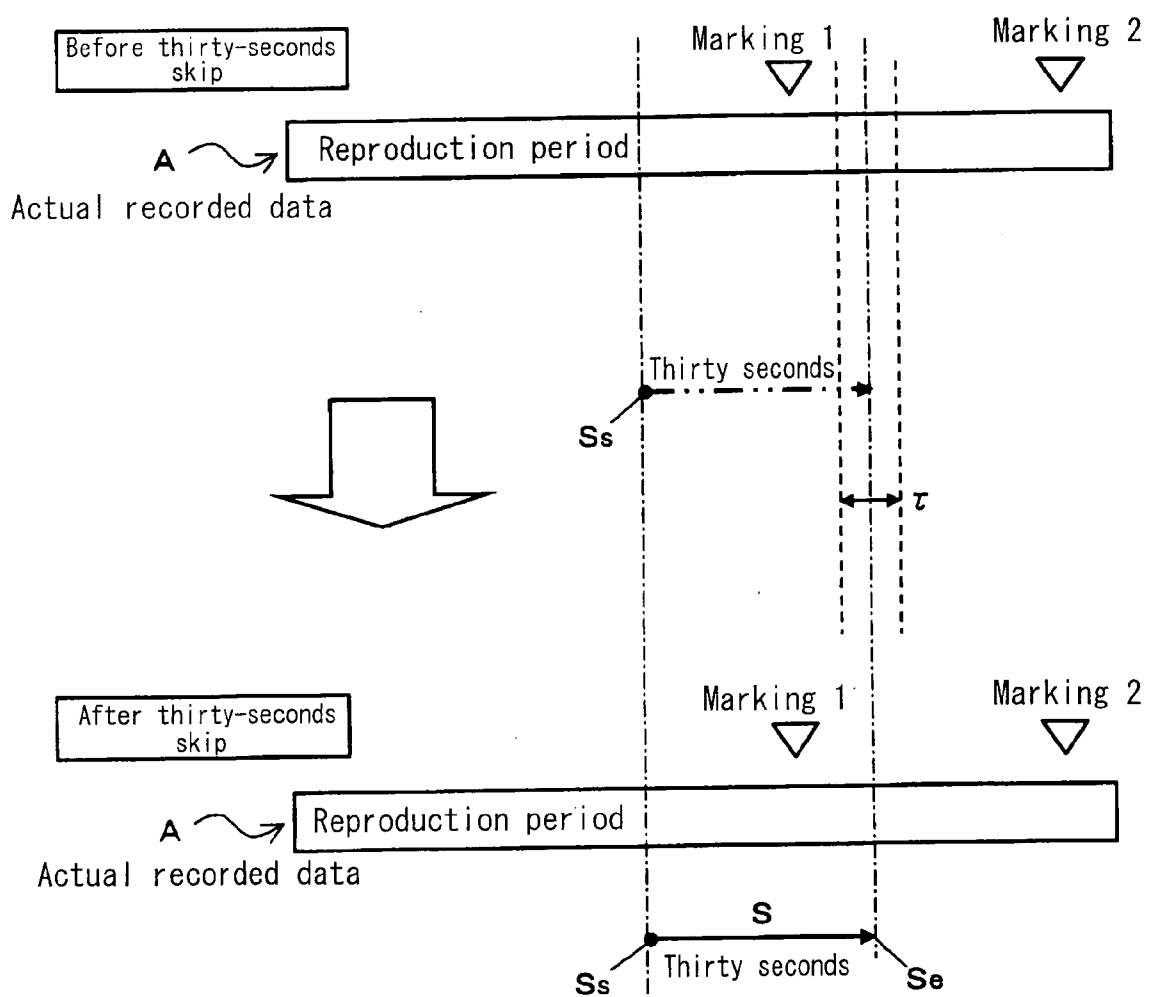 Before thirty-seconds
skip
Marking 1
Marking 2
A
Reproduction period
Actual recorded data
Thirty seconds
Ss
τ
After thirty-seconds
skip
Marking 1
Marking 2
A
Reproduction period
Actual recorded data
S
Ss
Thirty seconds
Se